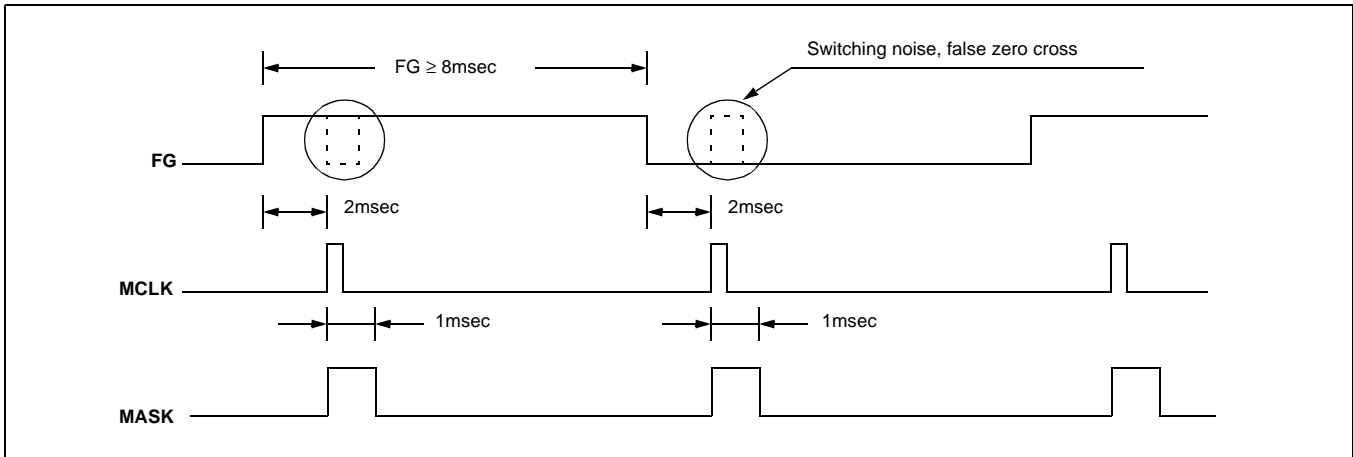 Switching noise, false zero cross
FG ≥ 8msec
FG
2msec
2msec
MCLK
1msec
1msec
MASK